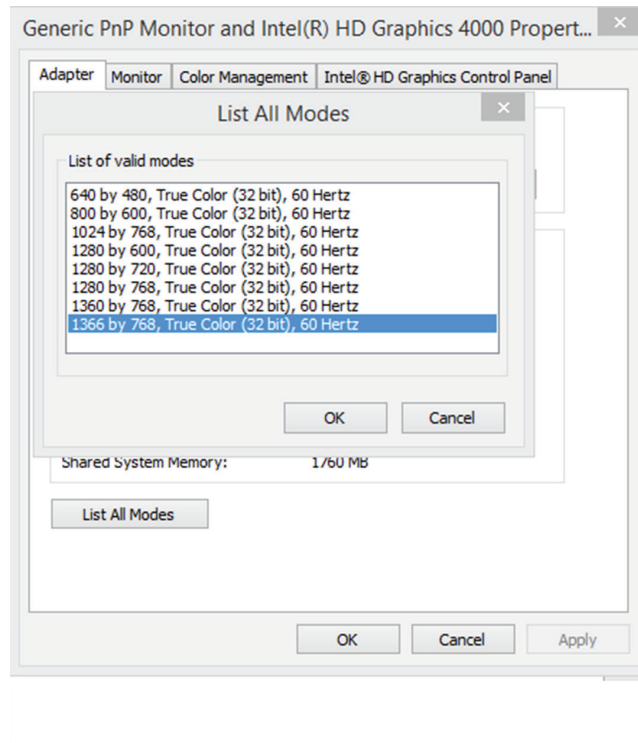 Generic PnP Monitor and Intel(R) HD Graphics 4000 Propert...
Adapter Monitor Color Management Intel® HD Graphics Control Panel
List All Modes
List of valid modes
640 by 480, True Color (32 bit), 60 Hertz
800 by 600, True Color (32 bit), 60 Hertz
1024 by 768, True Color (32 bit), 60 Hertz
1280 by 600, True Color (32 bit), 60 Hertz
1280 by 720, True Color (32 bit), 60 Hertz
1280 by 768, True Color (32 bit), 60 Hertz
1360 by 768, True Color (32 bit), 60 Hertz
1366 by 768, True Color (32 bit), 60 Hertz
OK Cancel
Shared System Memory: 1760 MB
List All Modes
OK Cancel Apply